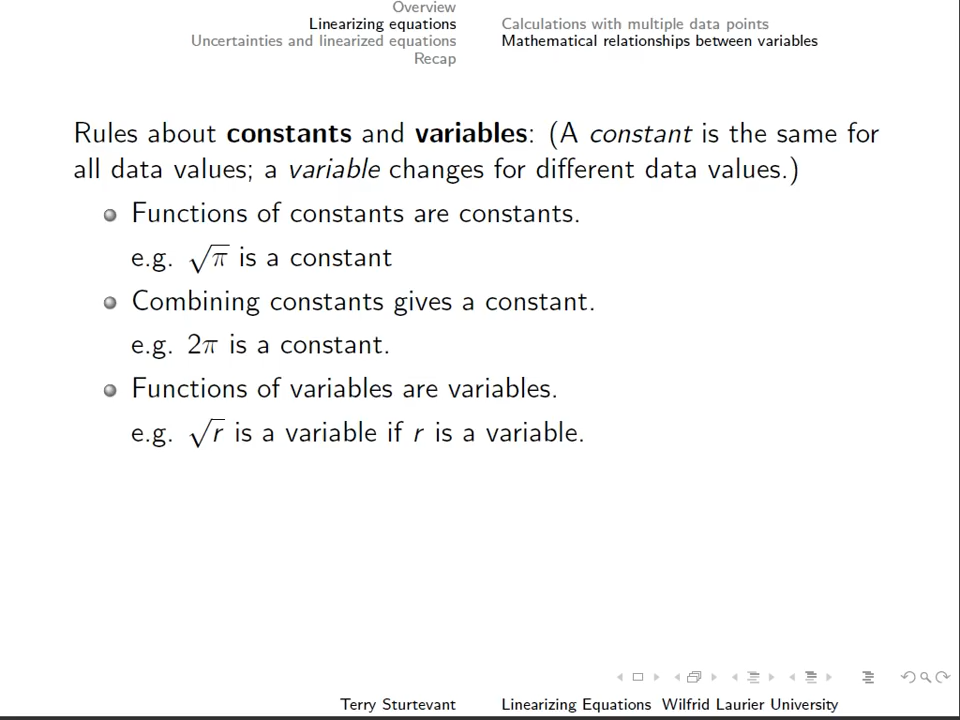 Overview
Linearizing equations
Uncertainties and linearized equations
Recap
Calculations with multiple data points
Mathematical relationships between variables
Rules about constants and variables: (A constant is the same for
all data values; a variable changes for different data values.)
Functions of constants are constants.
e.g. √π is a constant
Combining constants gives a constant.
e.g. 2π is a constant.
Functions of variables are variables.
e.g. √r is a variable if r is a variable.
Terry Sturtevant
Linearizing Equations Wilfrid Laurier University